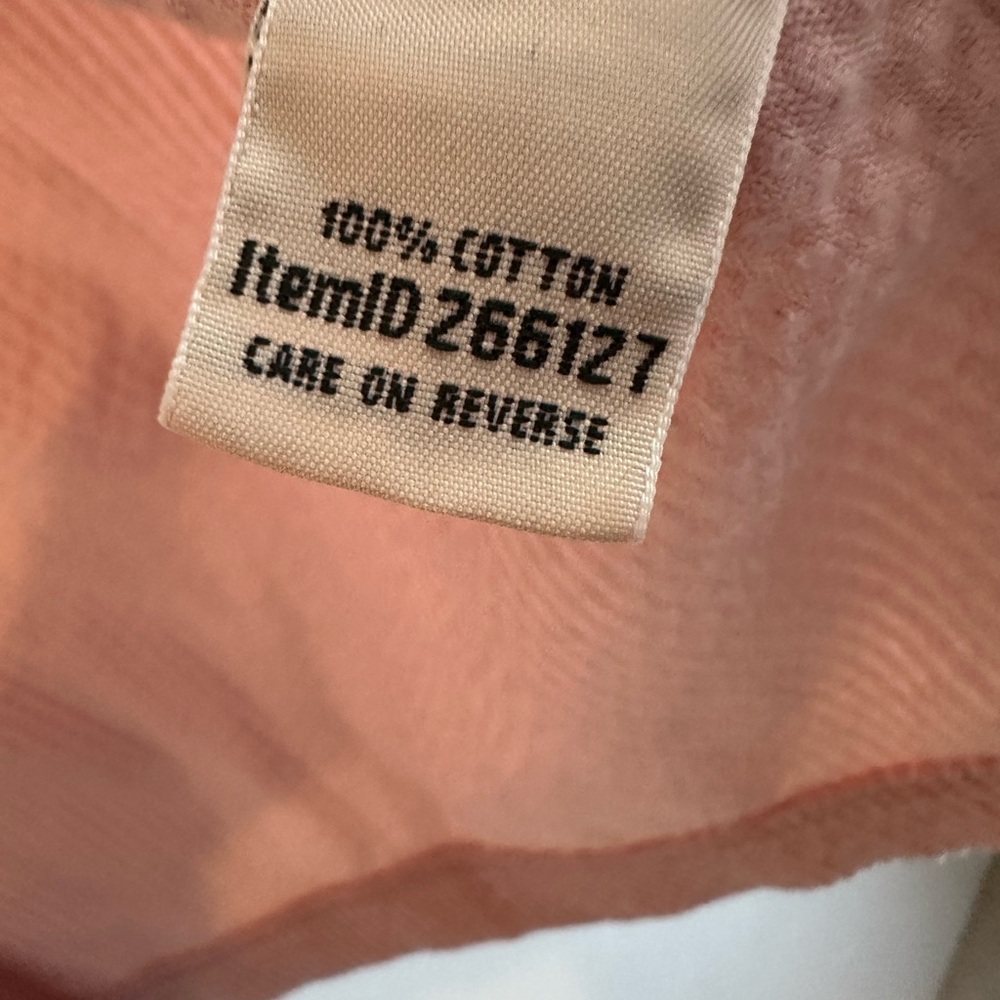 100% COTTON
ItemID 266127
CARE ON REVERSE